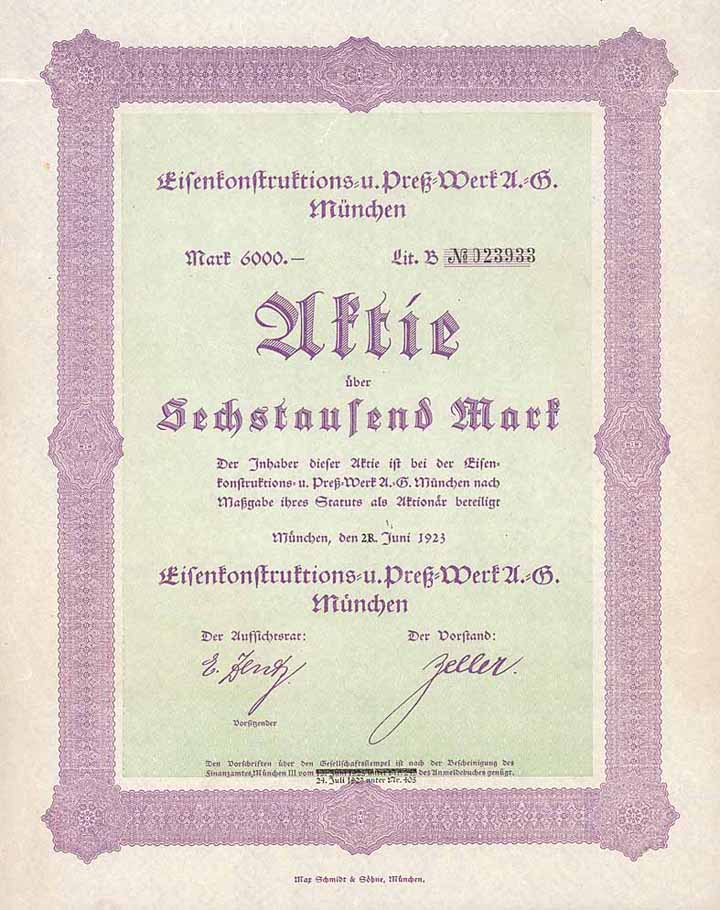 Eisenkonstruktions-u. Preß-Werk A.-G.
München
Mark 6000.— Lit. B № 023933
Aktie
über
Sechstausend Mark
Der Inhaber dieser Aktie ist bei der Eisen-
konstruktions- u. Preß-Werk A.-G. München nach
Maßgabe ihres Statuts als Aktionär beteiligt
München, den Juni 1923
Eisenkonstruktions-u. Preß-Werk A.-G.
München
Der Aufsichtsrat: Der Vorstand:
Zeller.
Vorsitzender
Den Vorschriften über den Gesellschaftsstempel ist nach der Bescheinigung des
Finanzamtes München III vom des Anmeldebuches genügt.
24. Juli 1923 unter Nr. 405
Max Schmidt & Söhne, München.